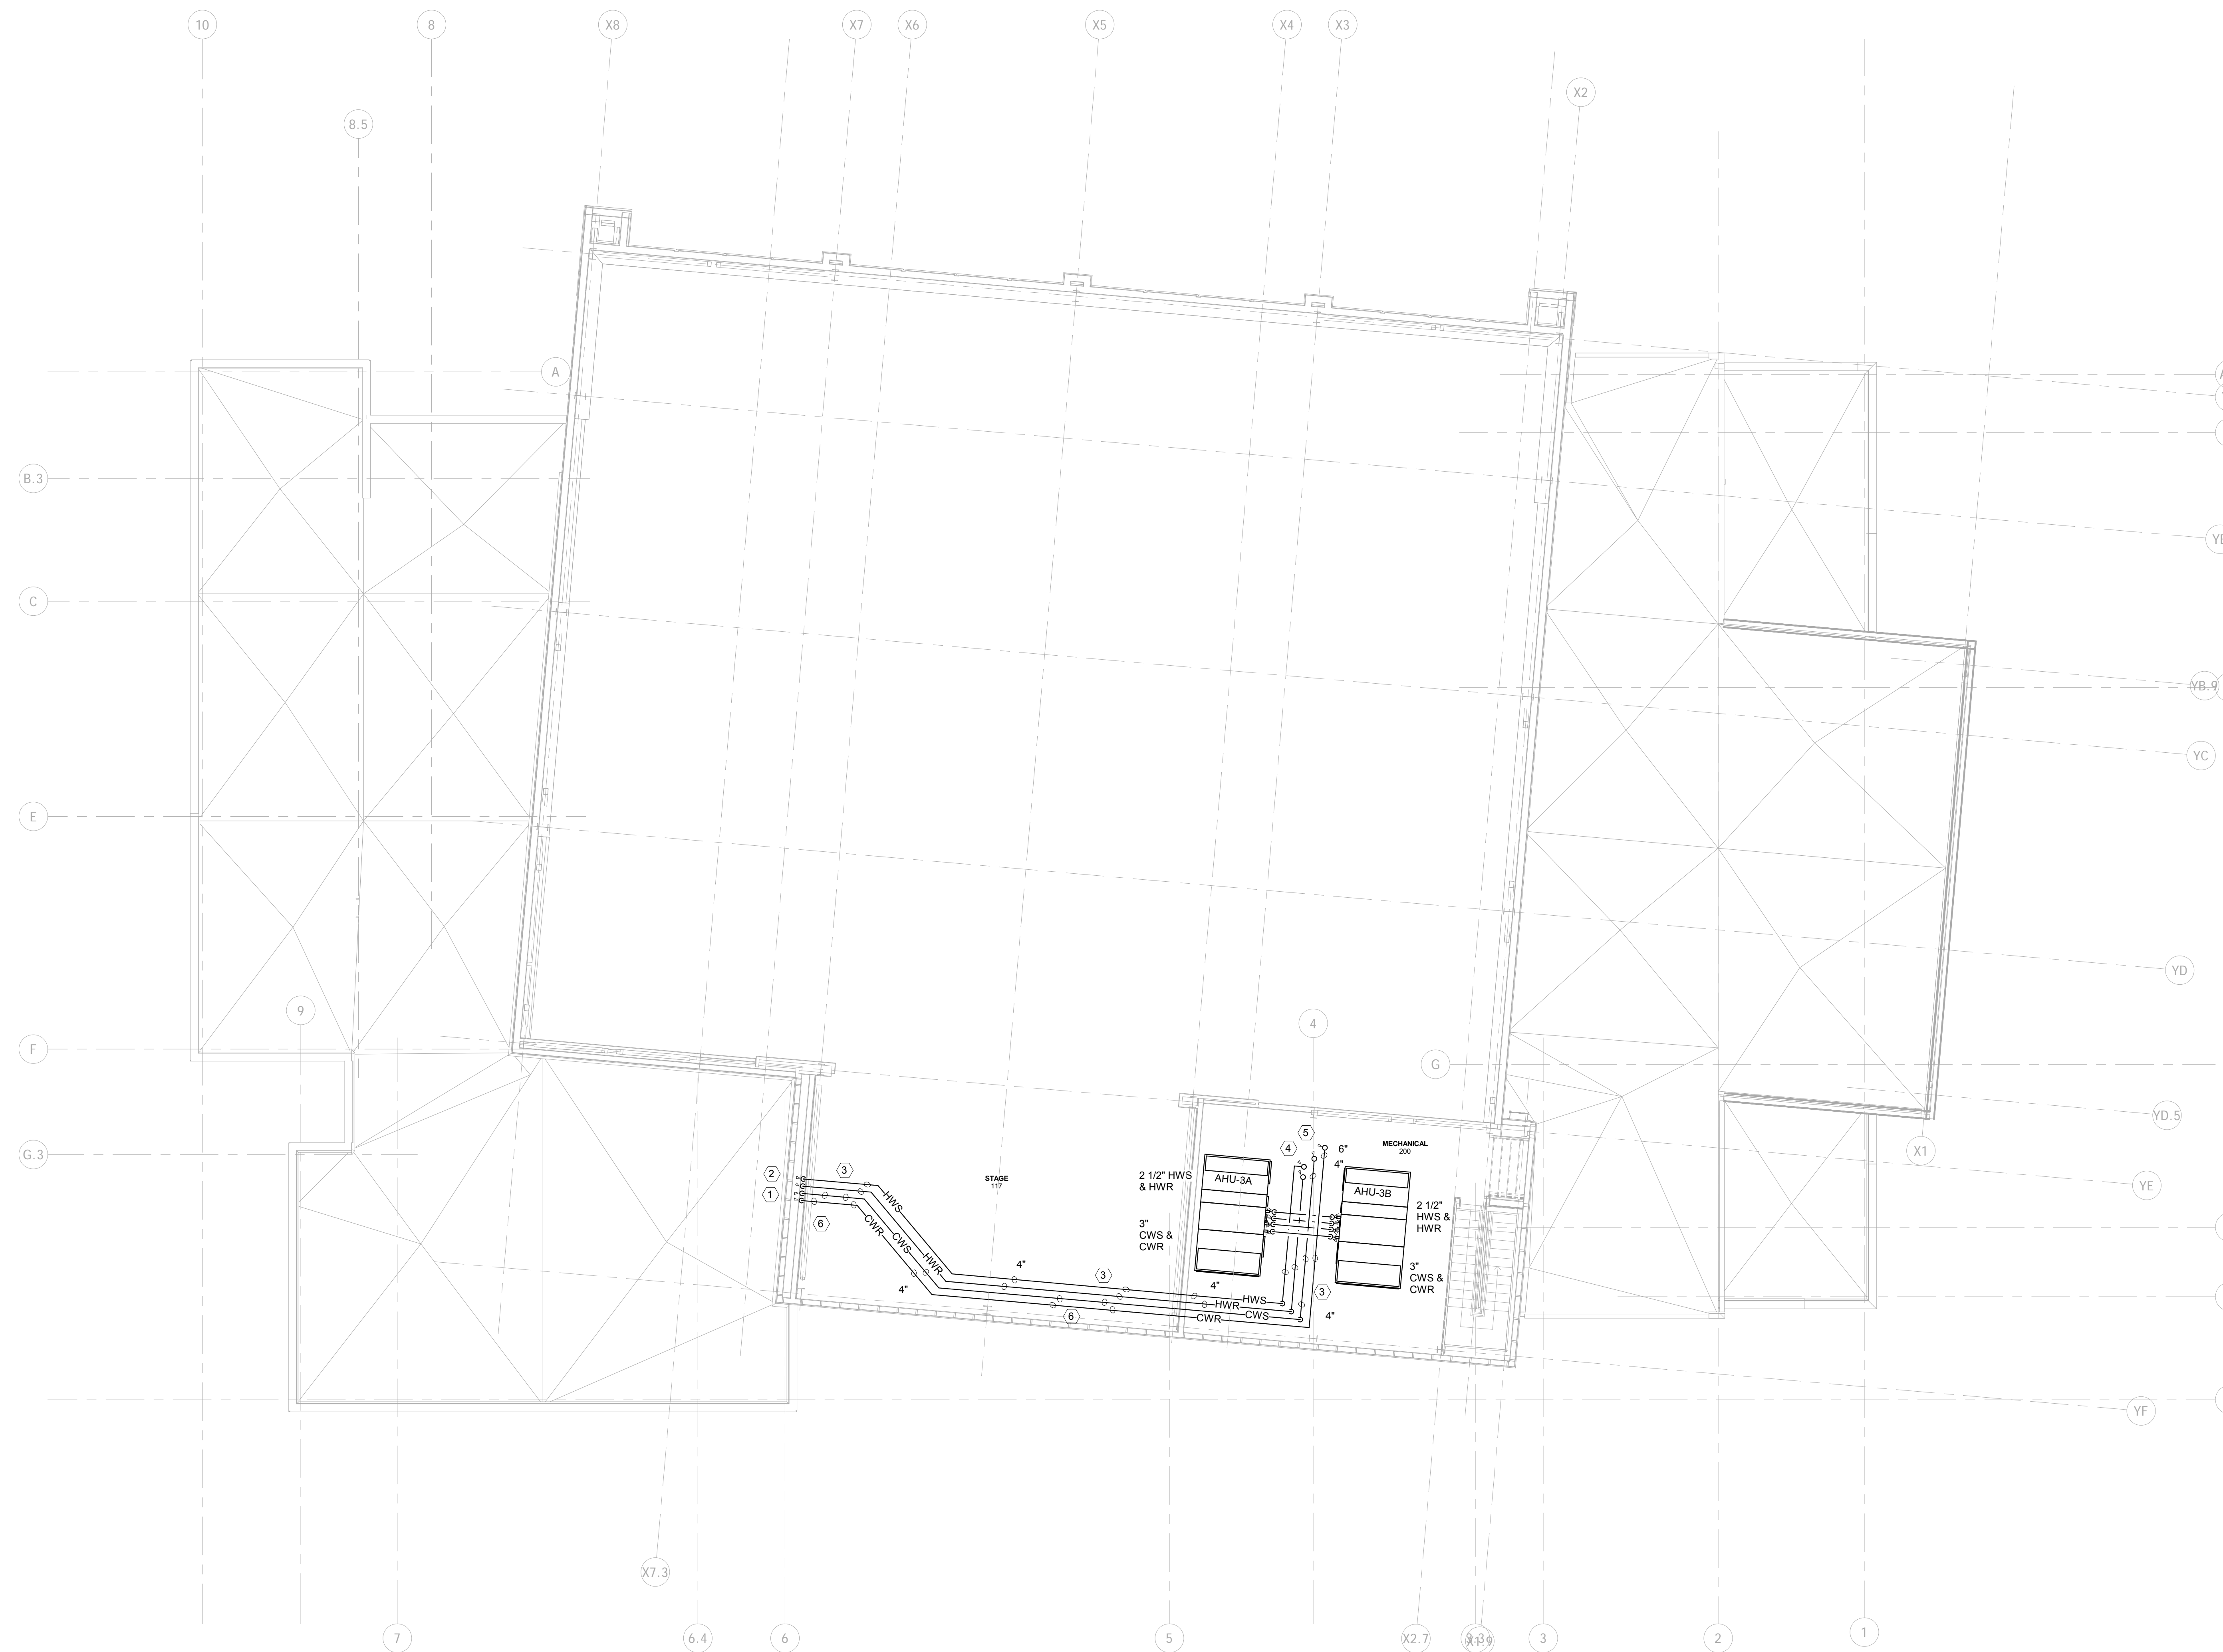 10
8
X8
X7
X6
X5
X4
X3
X2
8.5
A
B.3
C
E
YB.9
YC
YD
9
F
4
G
YD.5
X1
G.3
YE
5
4
6"
4"
MECHANICAL
200
2
3
1
6
HWS
CWR
CWS
HWR
STAGE
117
2 1/2" HWS
& HWR
3"
CWS &
CWR
AHU-3A
AHU-3B
2 1/2"
HWS &
HWR
3"
CWS &
CWR
4"
3
4"
4"
3
4"
6
HWS
HWR
CWS
CWR
YF
X7.3
7
6.4
6
5
X2.7
X1.9
3
2
1